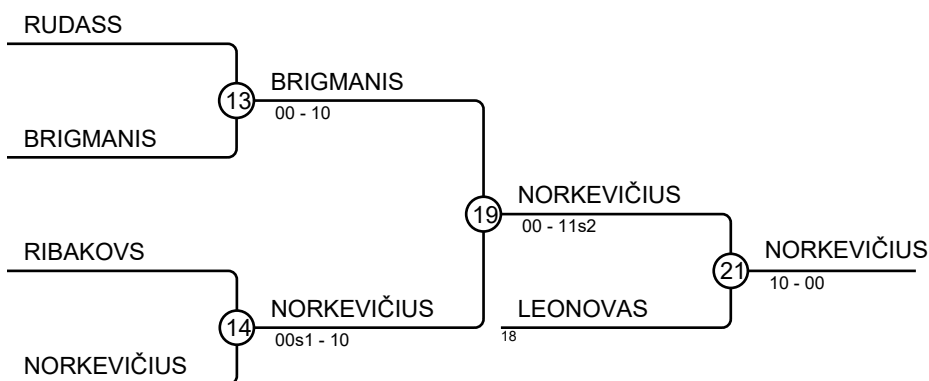 RUDASS
13
BRIGMANIS
00 - 10
BRIGMANIS
19
NORKEVIČIUS
00 - 11s2
RIBAKOVS
14
NORKEVIČIUS
00s1 - 10
NORKEVIČIUS
LEONOVAS
18
21
NORKEVIČIUS
10 - 00